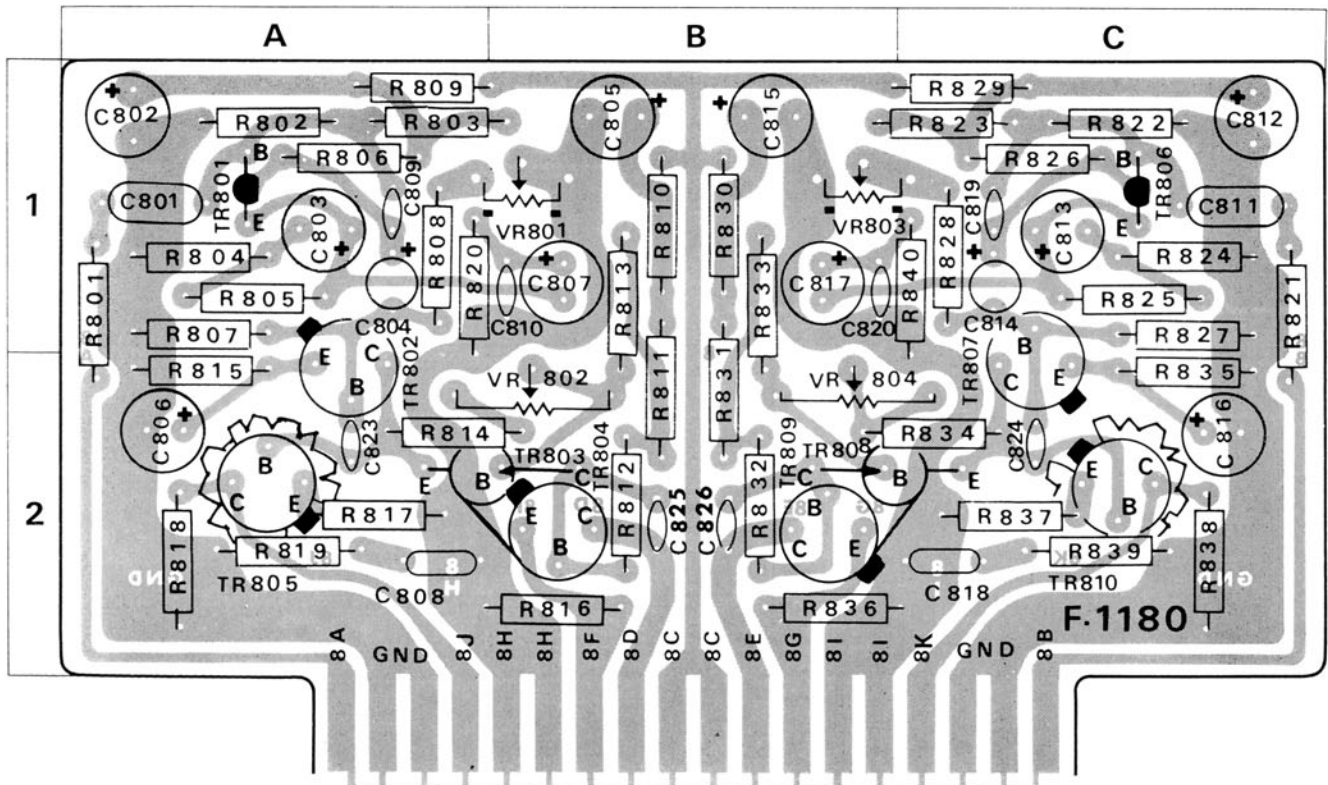 A B C
1
2
R809 R829
C802 C805 C815 C812
R802 R803 R823 R822
B R806 R826 B
TR801 C809 C819 TR806
C801 R810 R830 C811
E C803 R808 VR801 VR803 R828 C813 E
R804 R820 R813 R833 R840 R824
R801 C807 C817 R821
R805 C810 C820 R825
R807 C804 C814 R827
E C TR802 R811 R831 TR807 B
R815 B VR 802 VR 804 C E R835
C806 C816
R814 R834
C823 TR804 TR809 C824
B TR803 TR808 E C
C E E B C R812 R832 C B E B
R817 E C C825 C826 B R837
R818 B C E R838
R819 R839
GND 8H GND
TR805 C808 C818 TR810
R816 R836
F-1180
8A GND 8J 8H 8H 8F 8D 8C 8C 8E 8G 8I 8I 8K GND 8B